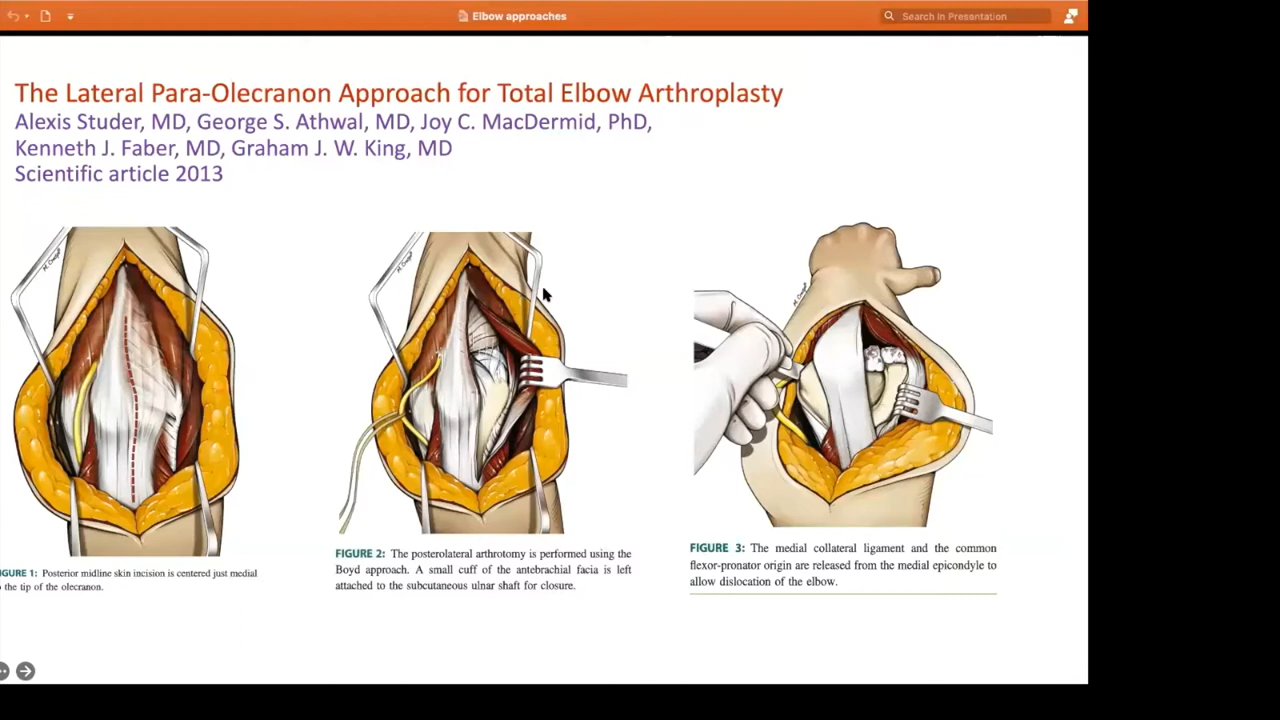 Elbow approaches
Search in Presentation
The Lateral Para-Olecranon Approach for Total Elbow Arthroplasty
Alexis Studer, MD, George S. Athwal, MD, Joy C. MacDermid, PhD,
Kenneth J. Faber, MD, Graham J. W. King, MD
Scientific article 2013
IGURE 1: Posterior midline skin incision is centered just medial
o the tip of the olecranon.
FIGURE 2: The posterolateral arthrotomy is performed using the
Boyd approach. A small cuff of the antebrachial facia is left
attached to the subcutaneous ulnar shaft for closure.
FIGURE 3: The medial collateral ligament and the common
flexor-pronator origin are released from the medial epicondyle to
allow dislocation of the elbow.